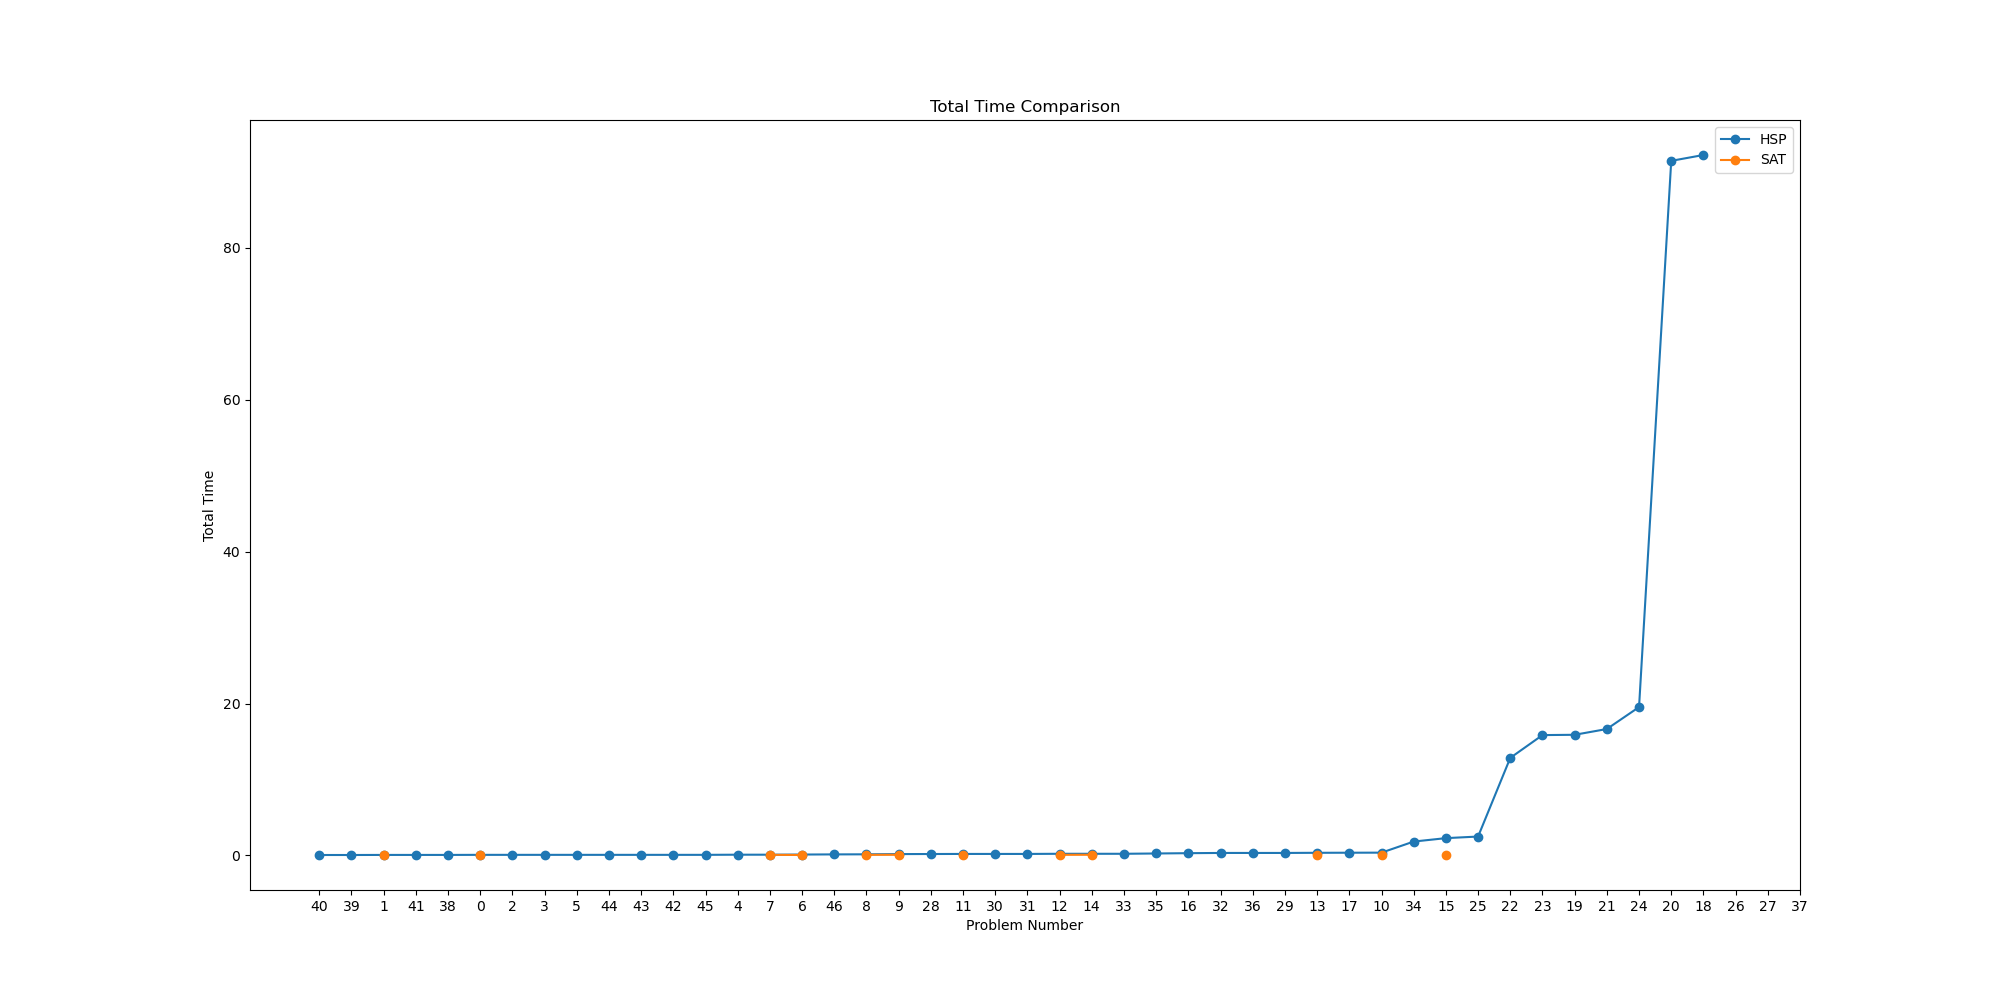 Total Time Comparison
HSP
SAT
80
60
40
20
0
Total Time
40 39 1 41 38 0 2 3 5 44 43 42 45 4 7 6 46 8 9 28 11 30 31 12 14 33 35 16 32 36 29 13 17 10 34 15 25 22 23 19 21 24 20 18 26 27 37
Problem Number